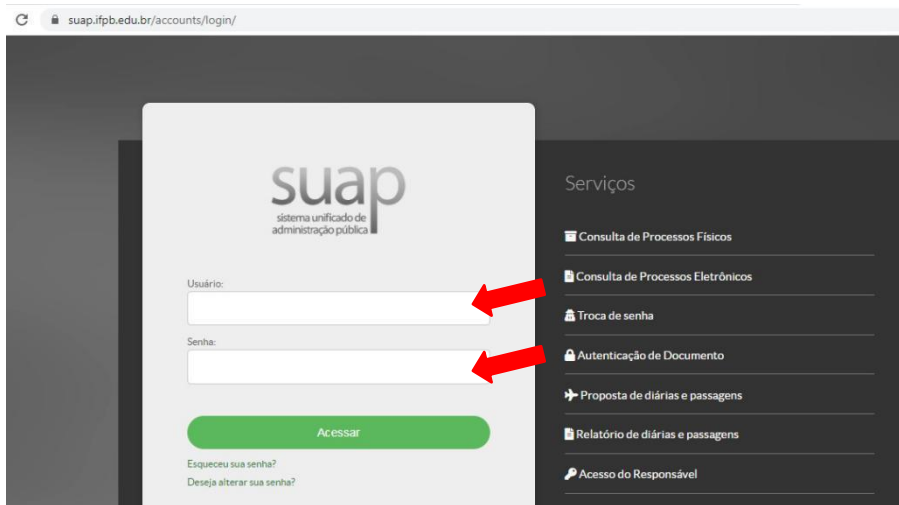 suap.ifpb.edu.br/accounts/login/
suap
sistema unificado de
administração pública
Usuário:
Senha:
Acessar
Esqueceu sua senha?
Deseja alterar sua senha?
Serviços
Consulta de Processos Físicos
Consulta de Processos Eletrônicos
Troca de senha
Autenticação de Documento
Proposta de diárias e passagens
Relatório de diárias e passagens
Acesso do Responsável